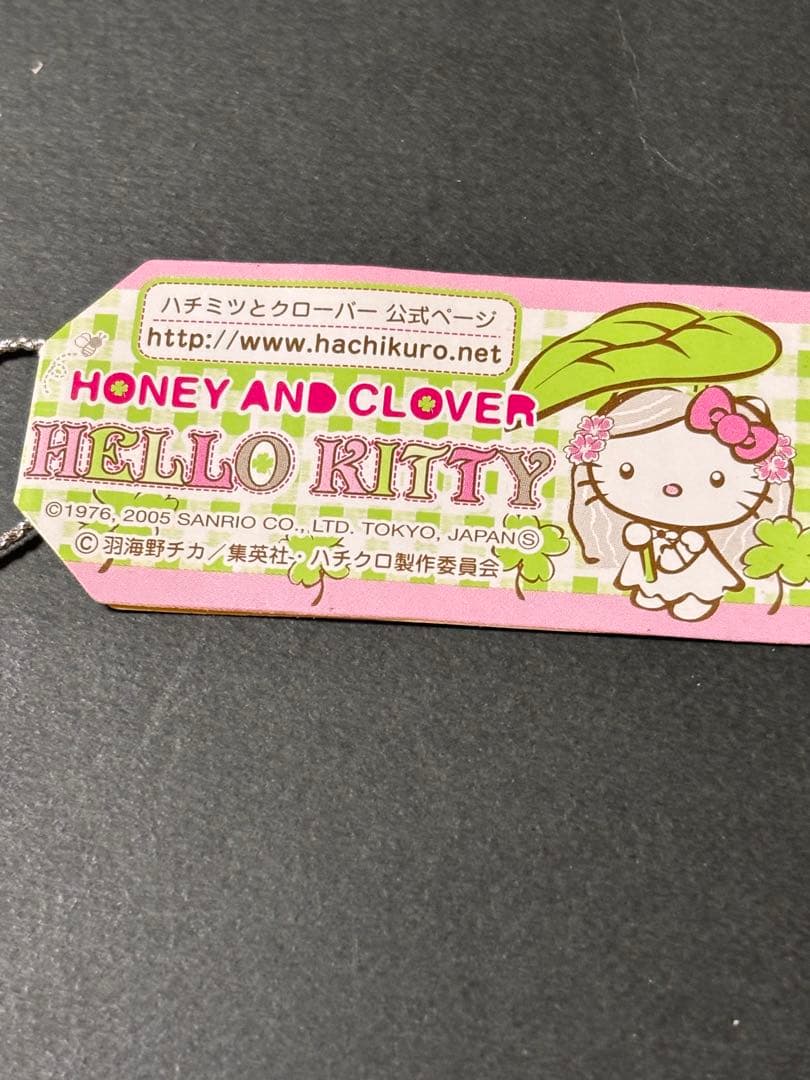 ハチミツとクローバー 公式ページ
http://www.hachikuro.net
HONEY AND CLOVER
HELLO KITTY
©1976, 2005 SANRIO CO., LTD. TOKYO, JAPAN Ⓢ
© 羽海野チカ／集英社・ハチクロ製作委員会